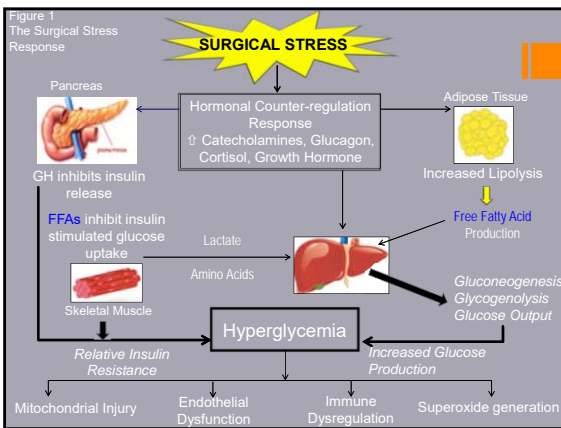 Figure 1
The Surgical Stress
Response
SURGICAL STRESS
Pancreas
pancreas
GH inhibits insulin
release
Hormonal Counter-regulation
Response
⇧ Catecholamines, Glucagon,
Cortisol, Growth Hormone
Adipose Tissue
Increased Lipolysis
Free Fatty Acid
Production
FFAs inhibit insulin
stimulated glucose
uptake
Skeletal Muscle
Lactate
Amino Acids
Gluconeogenesis
Glycogenolysis
Glucose Output
Hyperglycemia
Relative Insulin
Resistance
Increased Glucose
Production
Mitochondrial Injury
Endothelial
Dysfunction
Immune
Dysregulation
Superoxide generation